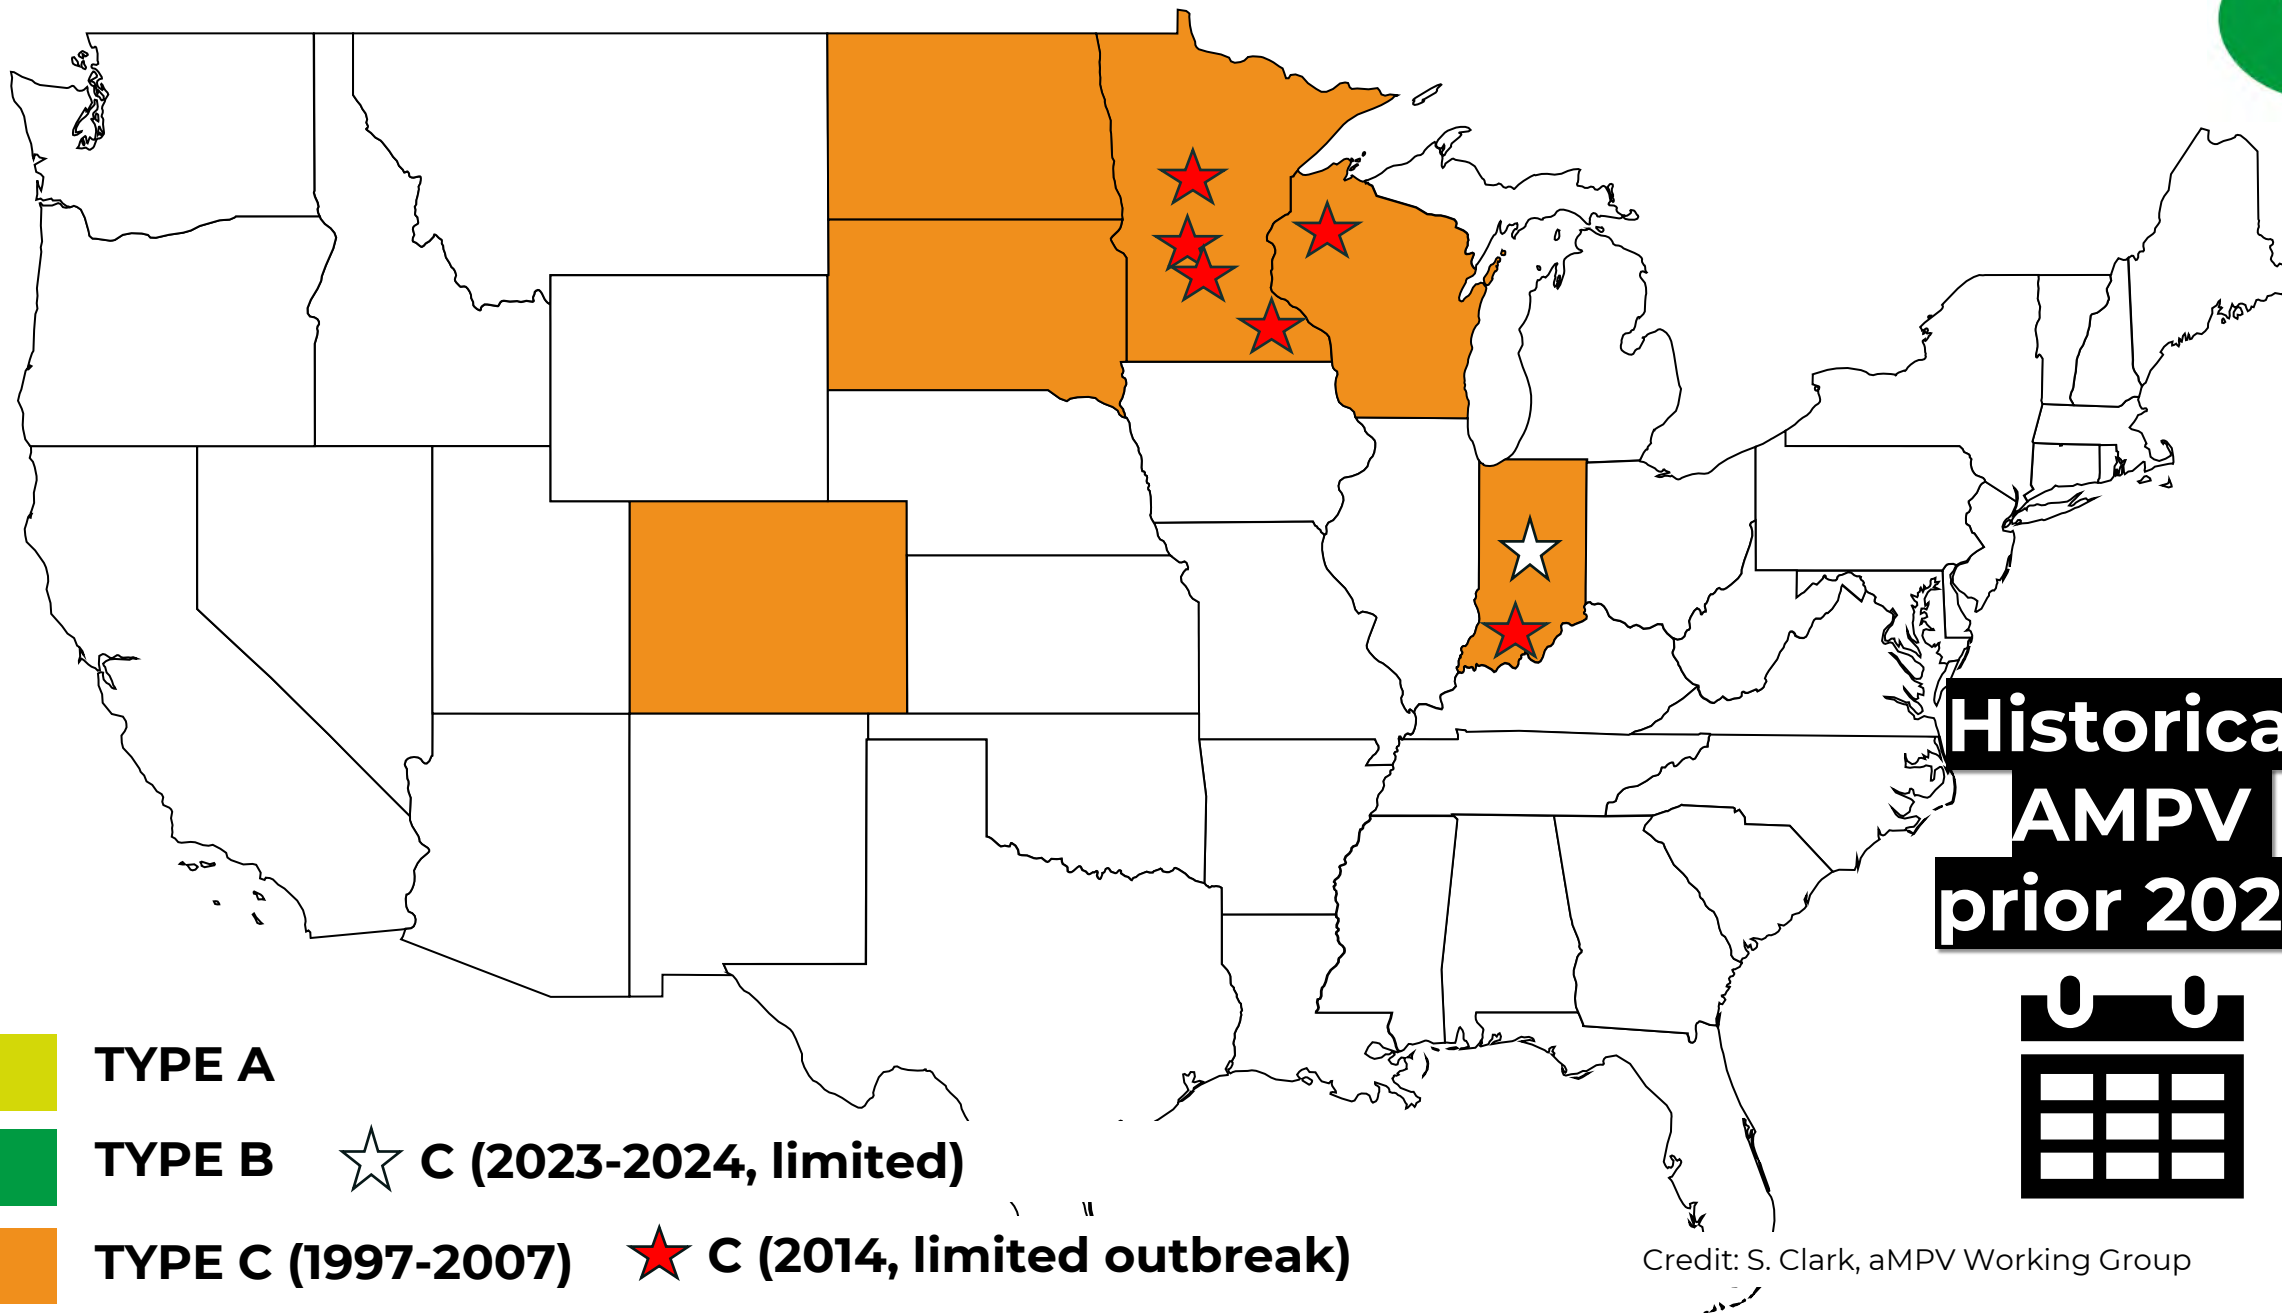 Historica
AMPV
prior 202
TYPE A
TYPE B
C (2023-2024, limited)
TYPE C (1997-2007)
C (2014, limited outbreak)
Credit: S. Clark, aMPV Working Group